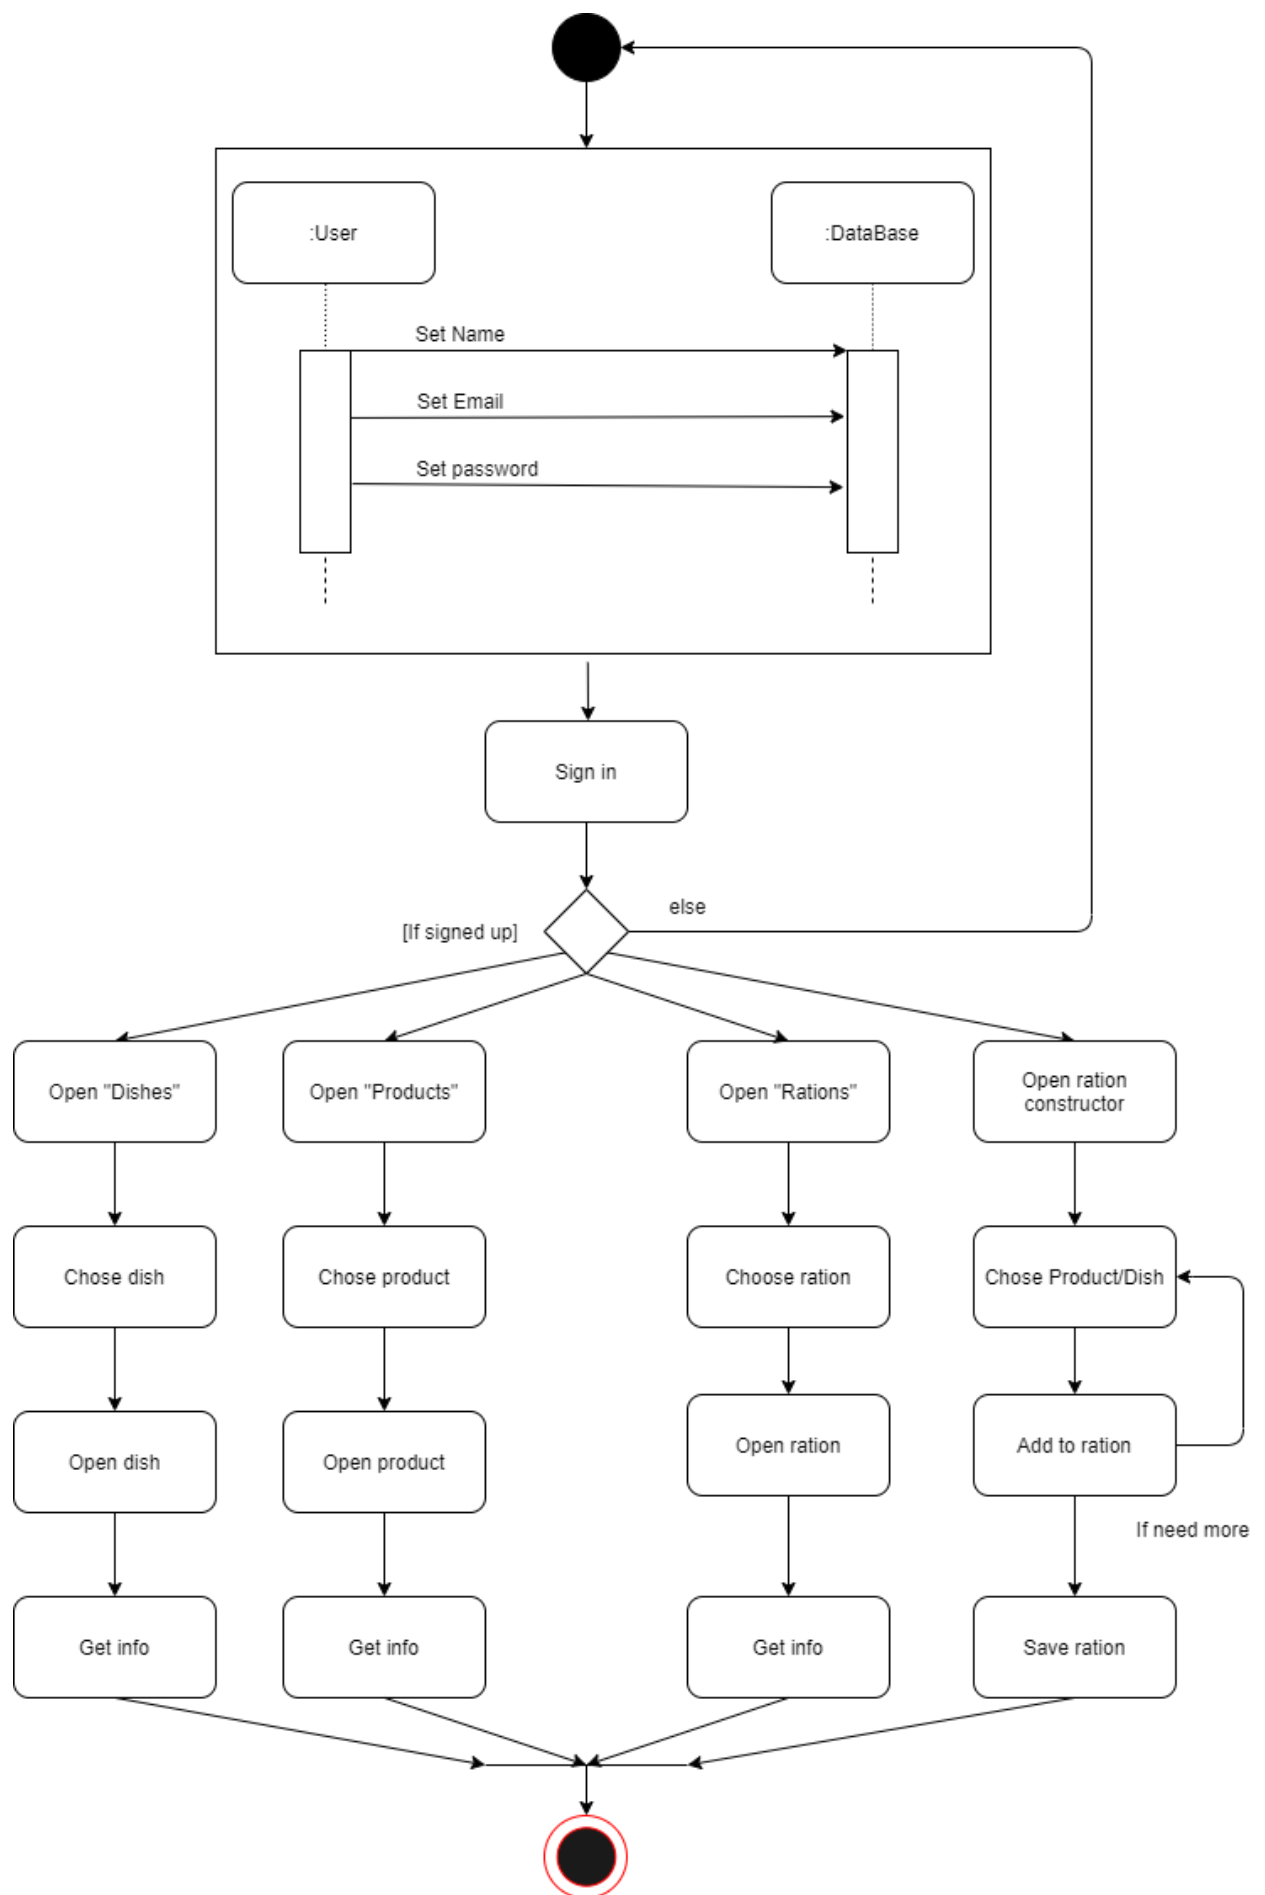 :User
:DataBase
Set Name
Set Email
Set password
Sign in
else
[If signed up]
Open "Dishes"
Open "Products"
Open "Rations"
Open ration
constructor
Chose dish
Chose product
Choose ration
Chose Product/Dish
Open dish
Open product
Open ration
Add to ration
If need more
Get info
Get info
Get info
Save ration